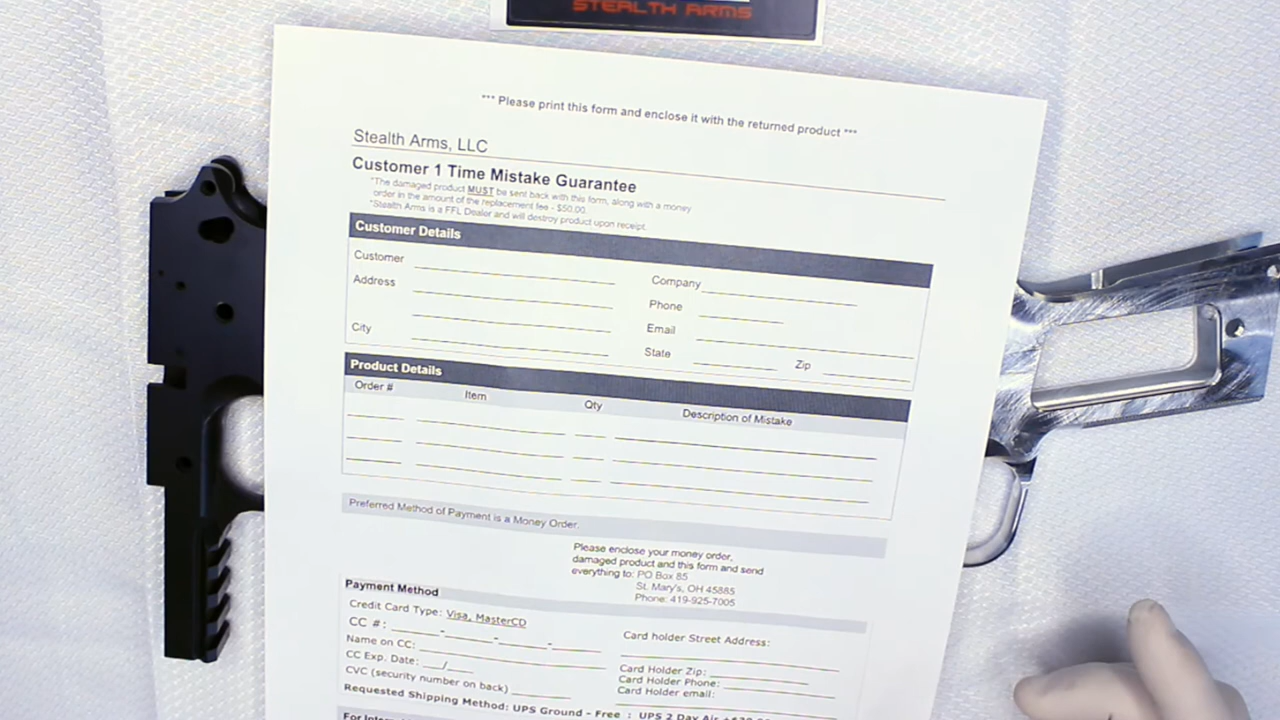 STEALTH ARMS
*** Please print this form and enclose it with the returned product ***
Stealth Arms, LLC
Customer 1 Time Mistake Guarantee
*The damaged product MUST be sent back with this form, along with a money
order in the amount of the replacement fee - $50.00.
*Stealth Arms is a FFL Dealer and will destroy product upon receipt.
Customer Details
Customer
Company
Address
Phone
Email
City
State
Zip
Product Details
Order # Item Qty Description of Mistake
Preferred Method of Payment is a Money Order.
Please enclose your money order,
damaged product and this form and send
everything to: PO Box 85
St. Mary's, OH 45885
Phone: 419-925-7005
Payment Method
Credit Card Type: Visa, MasterCD
CC #: - - -
Name on CC:
CC Exp. Date: /
CVC (security number on back)
Card holder Street Address:
Card Holder Zip:
Card Holder Phone:
Card Holder email:
Requested Shipping Method: UPS Ground - Free : UPS 2 Day Air